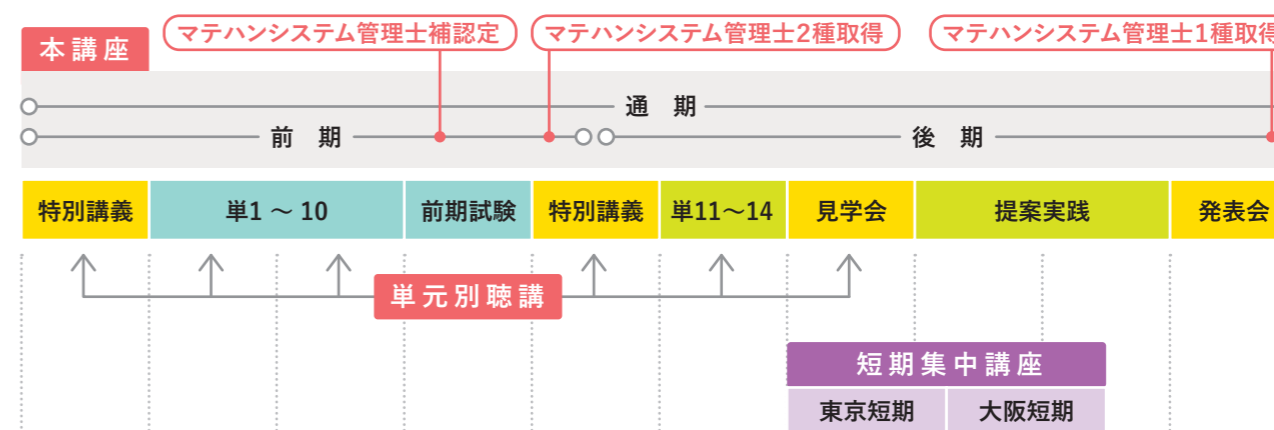 本講座
マテハンシステム管理士補認定
マテハンシステム管理士2種取得
マテハンシステム管理士1種取得
通 期
前 期
後 期
特別講義
単1 〜 10
前期試験
特別講義
単11〜14
見学会
提案実践
発表会
単元別聴講
短期集中講座
東京短期
大阪短期